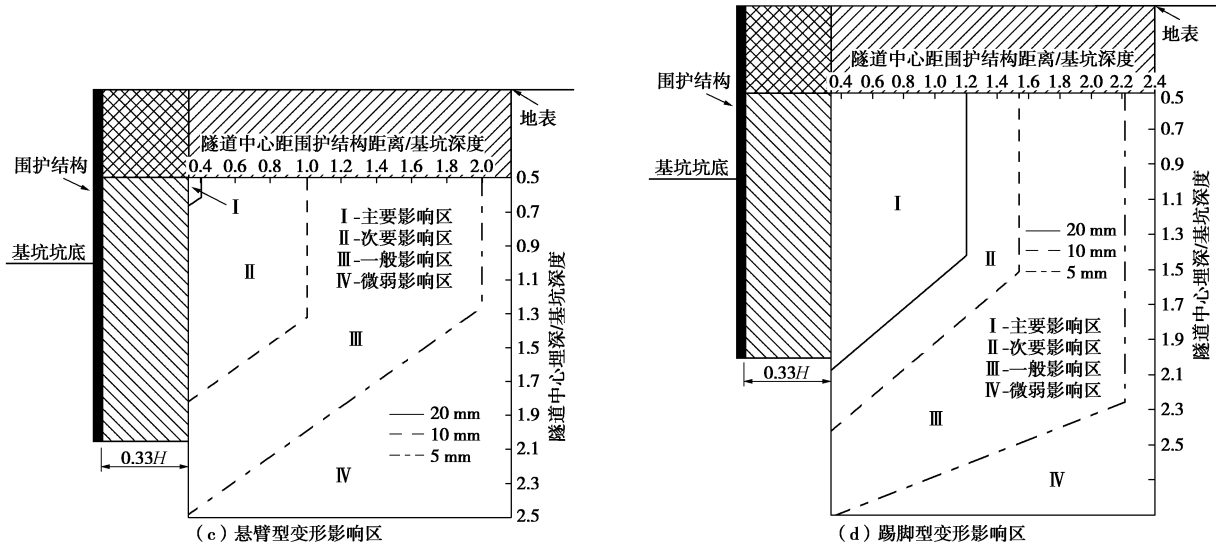 地表
隧道中心距围护结构距离/基坑深度
0.4 0.6 0.8 1.0 1.2 1.4 1.6 1.8 2.0
围护结构
基坑坑底
0.5
0.7
0.9
1.1
1.3
1.5
1.7
1.9
2.1
2.3
2.5
隧道中心埋深/基坑深度
Ⅰ
Ⅱ
Ⅲ
Ⅳ
Ⅰ-主要影响区
Ⅱ-次要影响区
Ⅲ-一般影响区
Ⅳ-微弱影响区
20 mm
10 mm
5 mm
0.33H
（c）悬臂型变形影响区
地表
隧道中心距围护结构距离/基坑深度
0.4 0.6 0.8 1.0 1.2 1.4 1.6 1.8 2.0 2.2 2.4
围护结构
基坑坑底
0.5
0.7
0.9
1.1
1.3
1.5
1.7
1.9
2.1
2.3
2.5
隧道中心埋深/基坑深度
Ⅰ
Ⅱ
Ⅲ
Ⅳ
20 mm
10 mm
5 mm
Ⅰ-主要影响区
Ⅱ-次要影响区
Ⅲ-一般影响区
Ⅳ-微弱影响区
0.33H
（d）踢脚型变形影响区